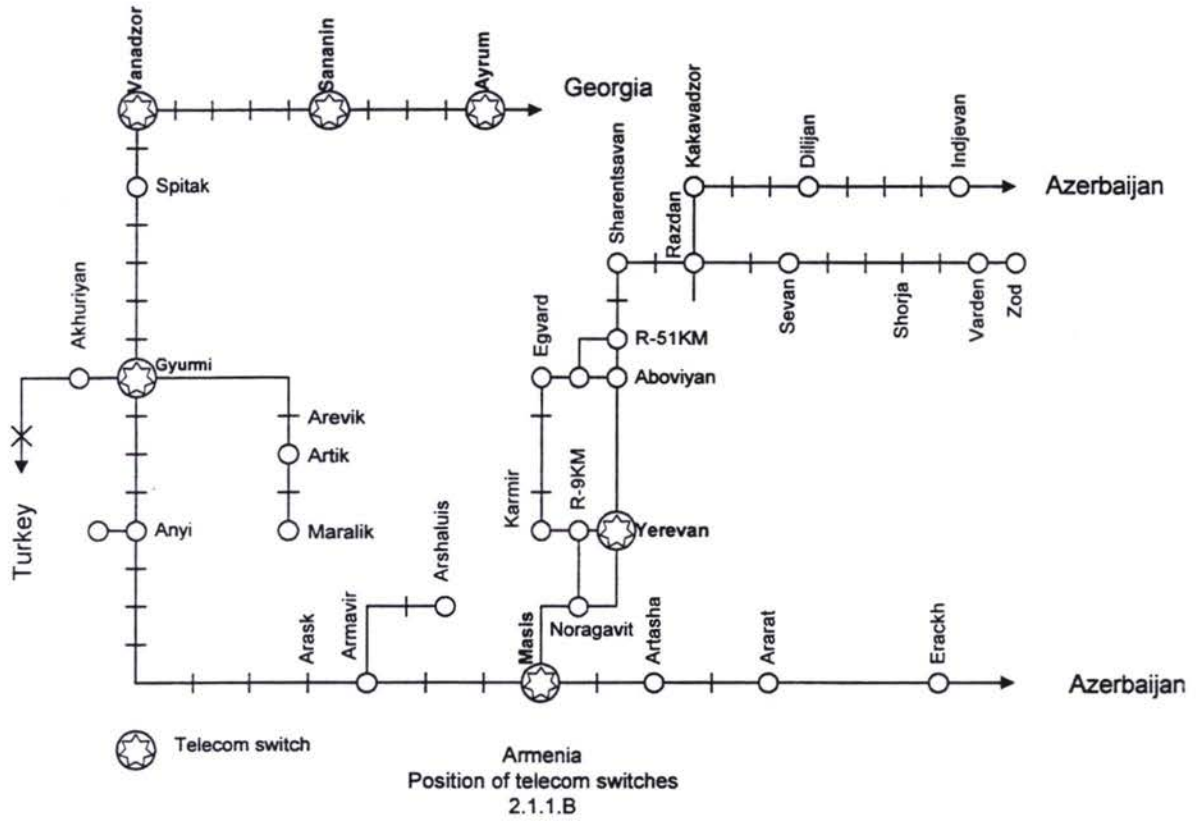 Vanadzor
Sananin
Ayrum
Georgia
Kakavadzor
Dilijan
Indjevan
Azerbaijan
Spitak
Sharentsavan
Razdan
Sevan
Shorja
Varden
Zod
Akhuriyan
Gyurmi
Egvard
R-51KM
Aboviyan
Arevik
Artik
Maralik
Turkey
Anyi
Karmir
R-9KM
Yerevan
Arshaluis
Arask
Armavir
Masis
Noragavit
Artasha
Ararat
Erackh
Azerbaijan
Telecom switch
Armenia
Position of telecom switches
2.1.1.B